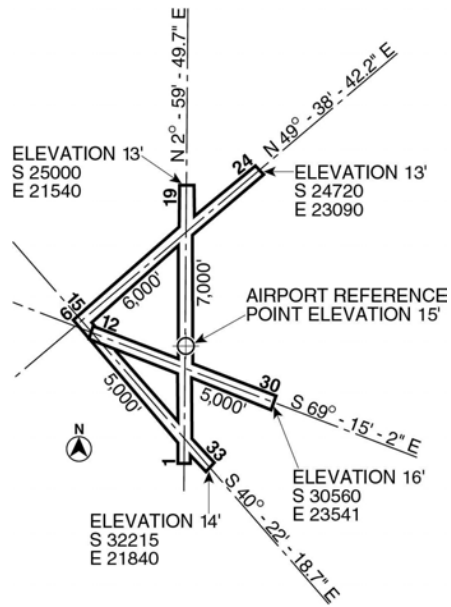 N 2° - 59' - 49.7" E
N 49° - 38' - 42.2" E
ELEVATION 13'
S 25000
E 21540
19
24
ELEVATION 13'
S 24720
E 23090
6,000'
7,000'
15
6
12
AIRPORT REFERENCE
POINT ELEVATION 15'
5,000'
5,000'
30
S 69° - 15' - 2" E
N
1
33
ELEVATION 16'
S 30560
E 23541
S 40° - 22' - 18.7" E
ELEVATION 14'
S 32215
E 21840